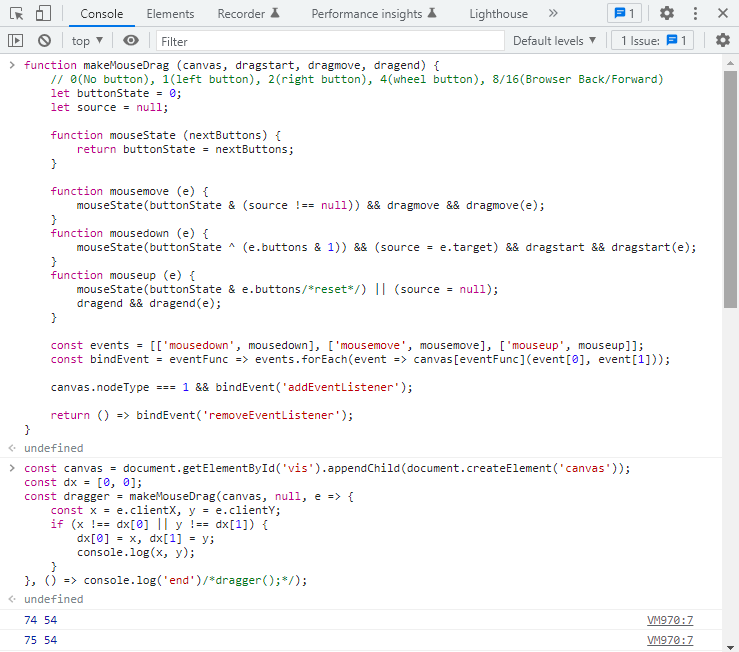 Console Elements Recorder Performance insights Lighthouse » 1
top ▼ Filter Default levels ▼ 1 Issue: 1
> function makeMouseDrag (canvas, dragstart, dragmove, dragend) {
    // 0(No button), 1(left button), 2(right button), 4(wheel button), 8/16(Browser Back/Forward)
    let buttonState = 0;
    let source = null;

    function mouseState (nextButtons) {
        return buttonState = nextButtons;
    }

    function mousemove (e) {
        mouseState(buttonState & (source !== null)) && dragmove && dragmove(e);
    }
    function mousedown (e) {
        mouseState(buttonState ^ (e.buttons & 1)) && (source = e.target) && dragstart && dragstart(e);
    }
    function mouseup (e) {
        mouseState(buttonState & e.buttons/*reset*/) || (source = null);
        dragend && dragend(e);
    }

    const events = [['mousedown', mousedown], ['mousemove', mousemove], ['mouseup', mouseup]];
    const bindEvent = eventFunc => events.forEach(event => canvas[eventFunc](event[0], event[1]));

    canvas.nodeType === 1 && bindEvent('addEventListener');

    return () => bindEvent('removeEventListener');
}
< undefined
> const canvas = document.getElementById('vis').appendChild(document.createElement('canvas'));
const dx = [0, 0];
const dragger = makeMouseDrag(canvas, null, e => {
    const x = e.clientX, y = e.clientY;
    if (x !== dx[0] || y !== dx[1]) {
        dx[0] = x, dx[1] = y;
        console.log(x, y);
    }
}, () => console.log('end')/*dragger();*/);
< undefined
74 54 VM970:7
75 54 VM970:7